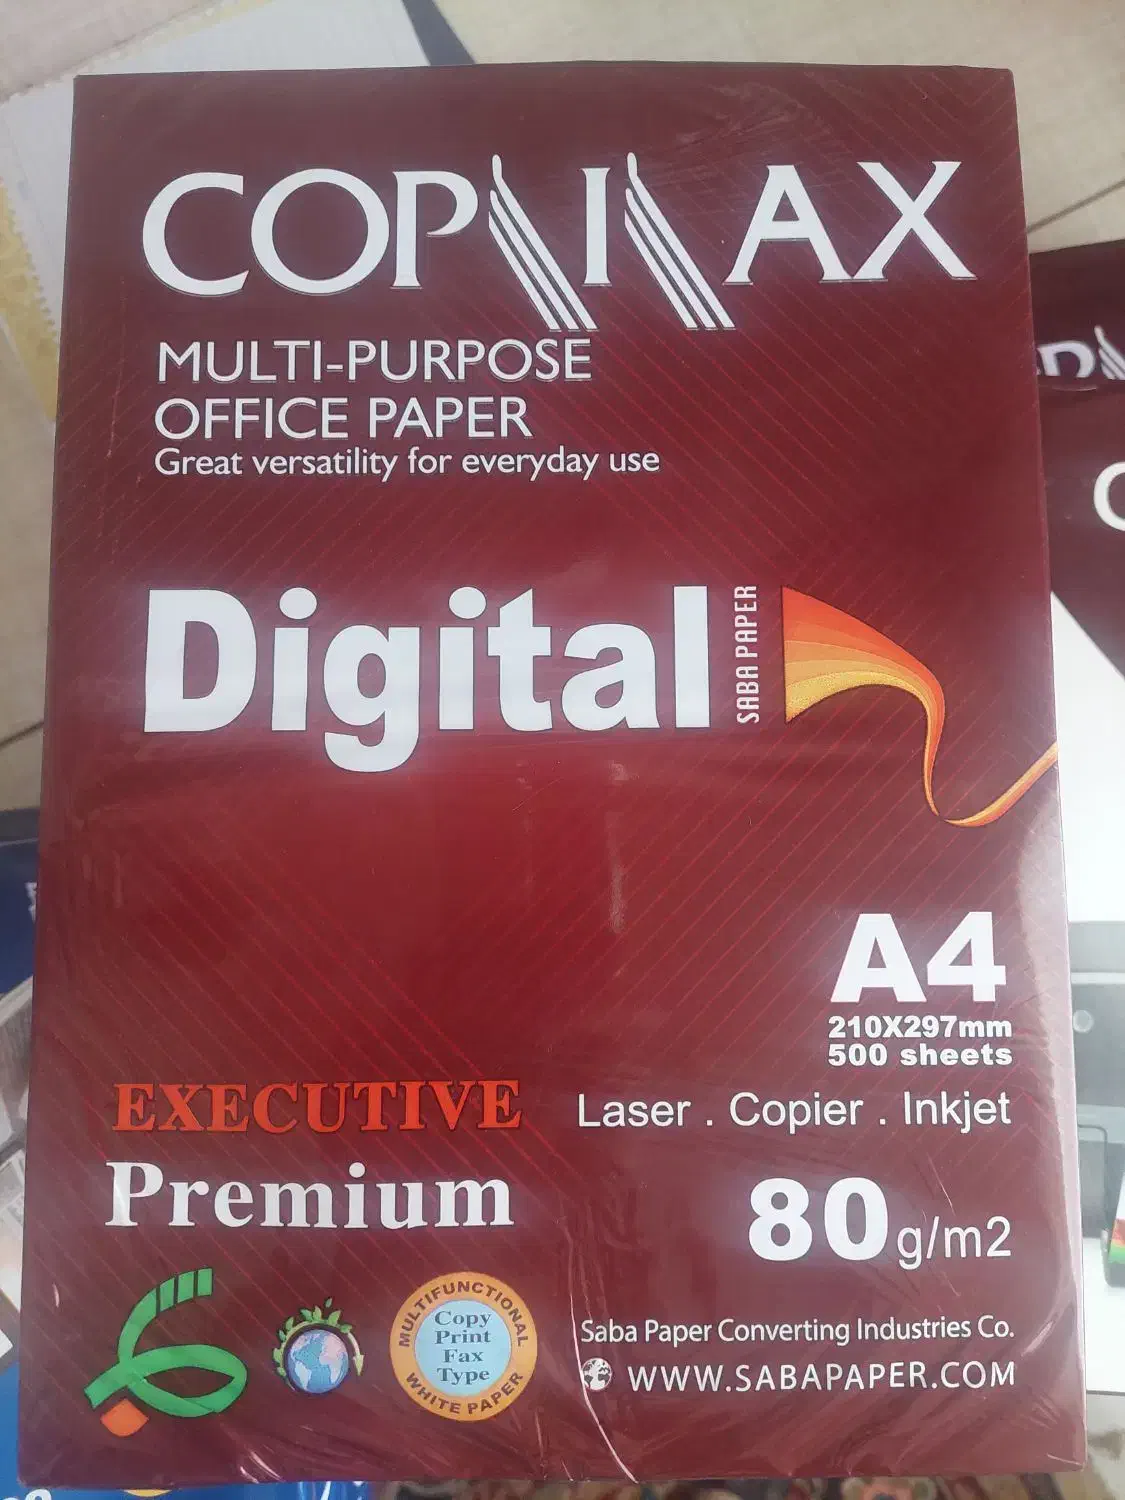 COPIMAX
MULTI-PURPOSE
OFFICE PAPER
Great versatility for everyday use
Digital
SABA PAPER
A4
210X297mm
500 sheets
Laser . Copier . Inkjet
EXECUTIVE
Premium
80 g/m2
MULTIFUNCTIONAL
Copy
Print
Fax
Type
WHITE PAPER
Saba Paper Converting Industries Co.
WWW.SABAPAPER.COM